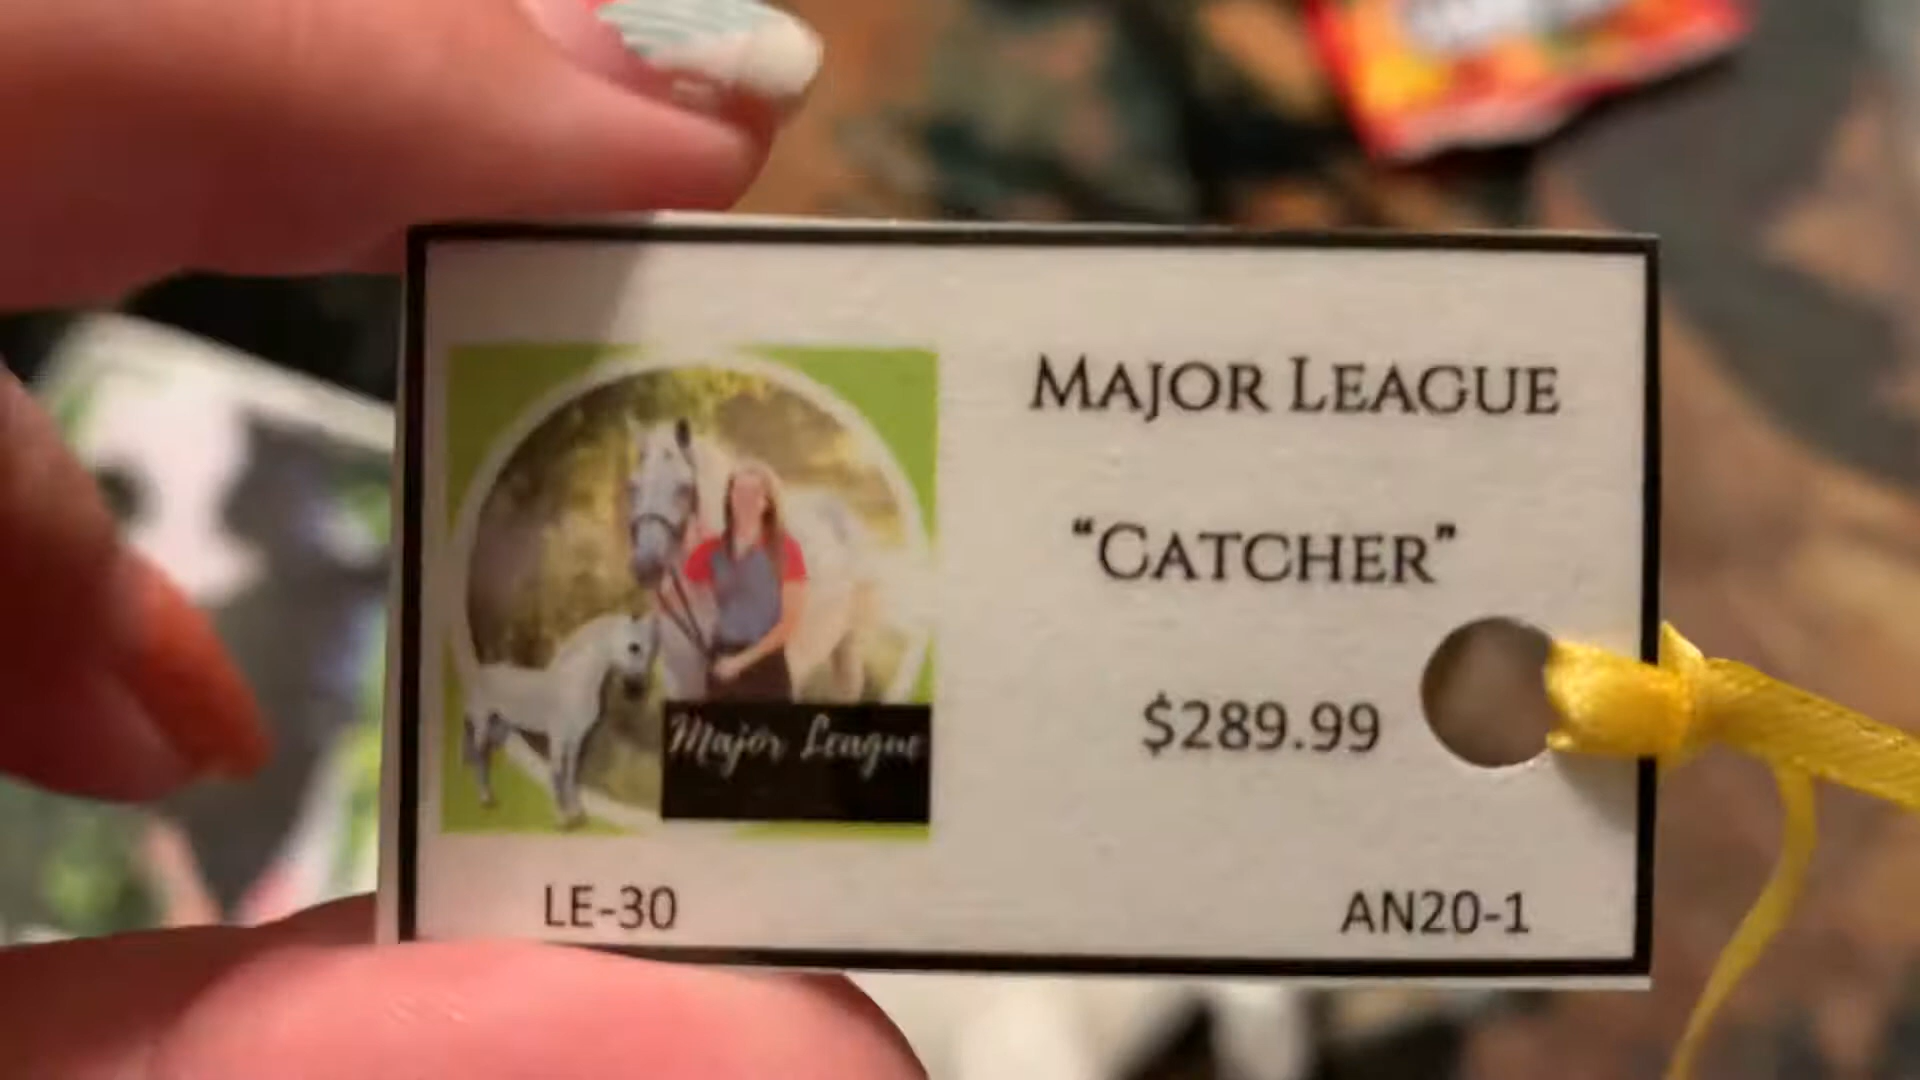 MAJOR LEAGUE
"CATCHER"
$289.99
Major League
LE-30
AN20-1